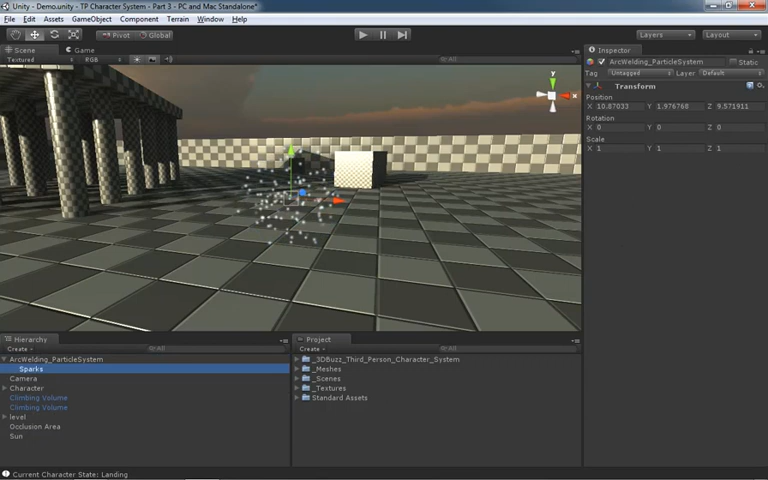 Unity - Demo.unity - TP Character System - Part 3 - PC and Mac Standalone*
File Edit Assets GameObject Component Terrain Window Help
Pivot Global Layers Layout
Scene Game Inspector
Textured RGB All ArcWelding_ParticleSystem Static
Tag Untagged Layer Default
Transform
Position
X 10.87033 Y 1.976768 Z 9.571911
Rotation
X 0 Y 0 Z 0
Scale
X 1 Y 1 Z 1
y
x
Hierarchy Project
Create All Create All
ArcWelding_ParticleSystem
Sparks
Camera
Character
Climbing Volume
Climbing Volume
level
Occlusion Area
Sun
_3DBuzz_Third_Person_Character_System
_Meshes
_Scenes
_Textures
Standard Assets
Current Character State: Landing